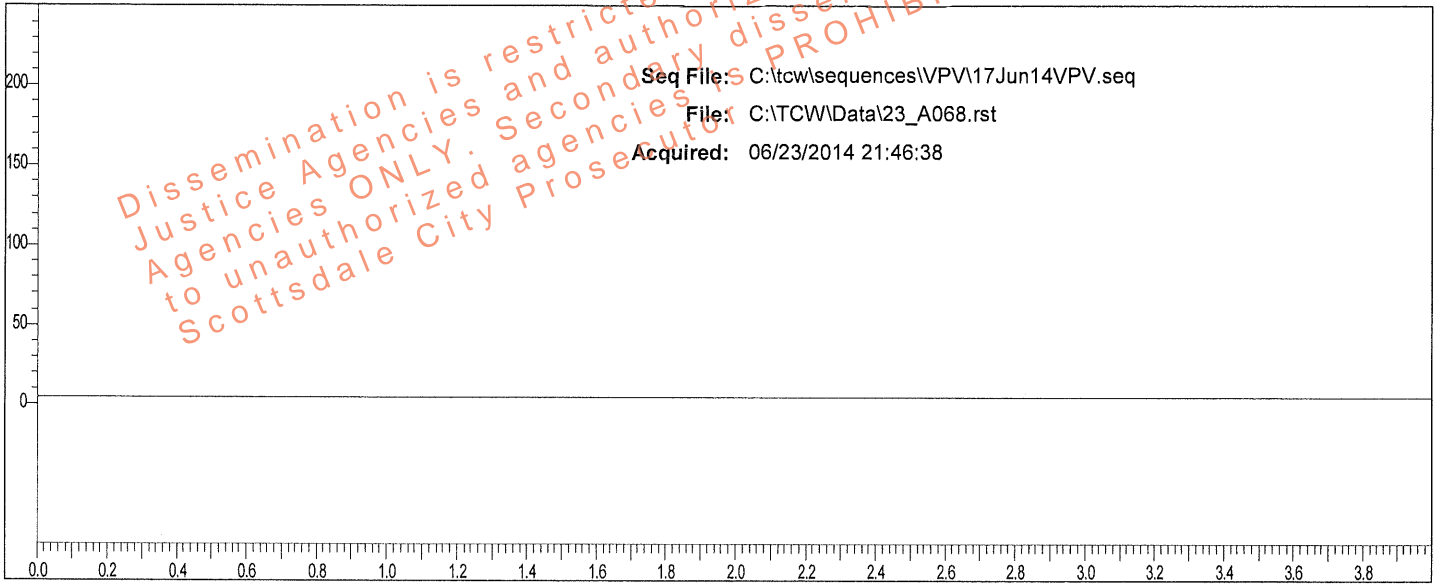 Dissemination is restricte
Justice Agencies and authoriz
Agencies ONLY. Secondary disse
to unauthorized agencies is PROHIB
Scottsdale City Prosecutor
Seq File: C:\tcw\sequences\VPV\17Jun14VPV.seq
File: C:\TCW\Data\23_A068.rst
Acquired: 06/23/2014 21:46:38
200
150
100
50
0
0.0 0.2 0.4 0.6 0.8 1.0 1.2 1.4 1.6 1.8 2.0 2.2 2.4 2.6 2.8 3.0 3.2 3.4 3.6 3.8